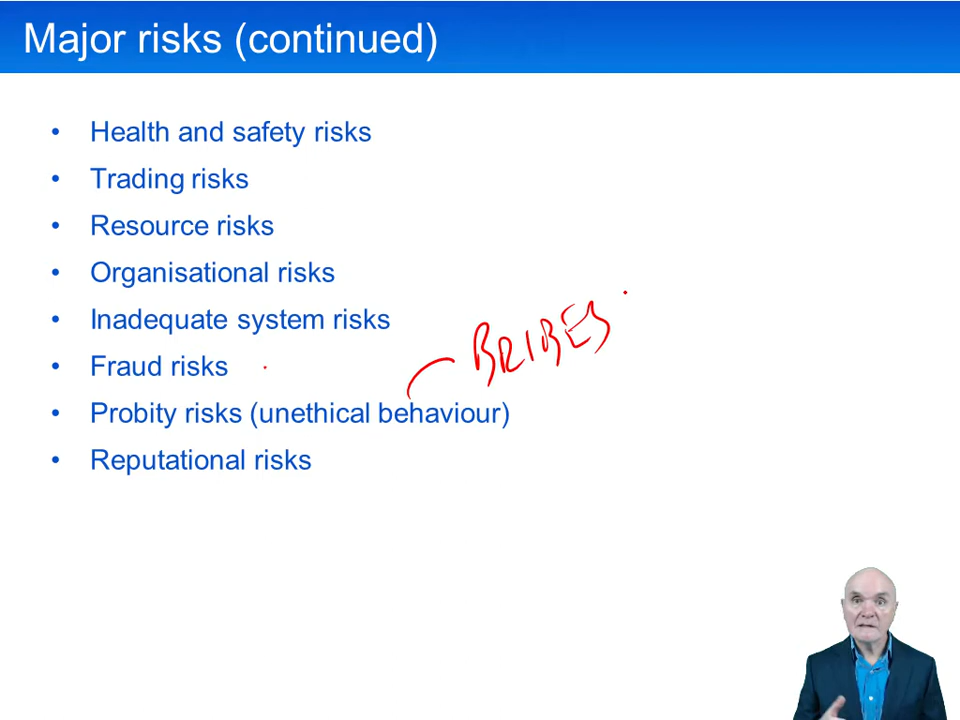 Major risks (continued)
• Health and safety risks
• Trading risks
• Resource risks
• Organisational risks
• Inadequate system risks
BRIBES
• Fraud risks
• Probity risks (unethical behaviour)
• Reputational risks